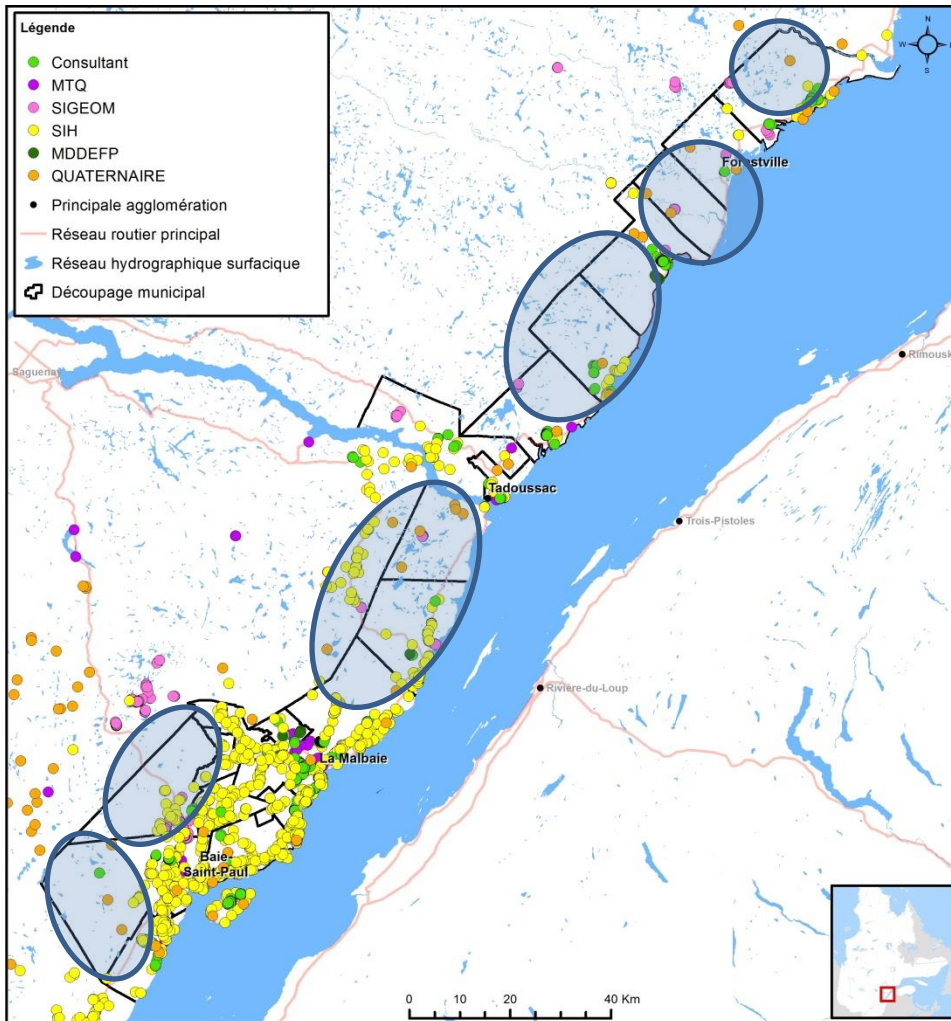 Légende
Consultant
MTQ
SIGEOM
SIH
MDDEFP
QUATERNAIRE
Principale agglomération
Réseau routier principal
Réseau hydrographique surfacique
Découpage municipal
N
W
S
Forestville
Rimousk
Saguenay
Tadoussac
Trois-Pistoles
Rivière-du-Loup
La Malbaie
Baie-
Saint-Paul
0 10 20 40 Km